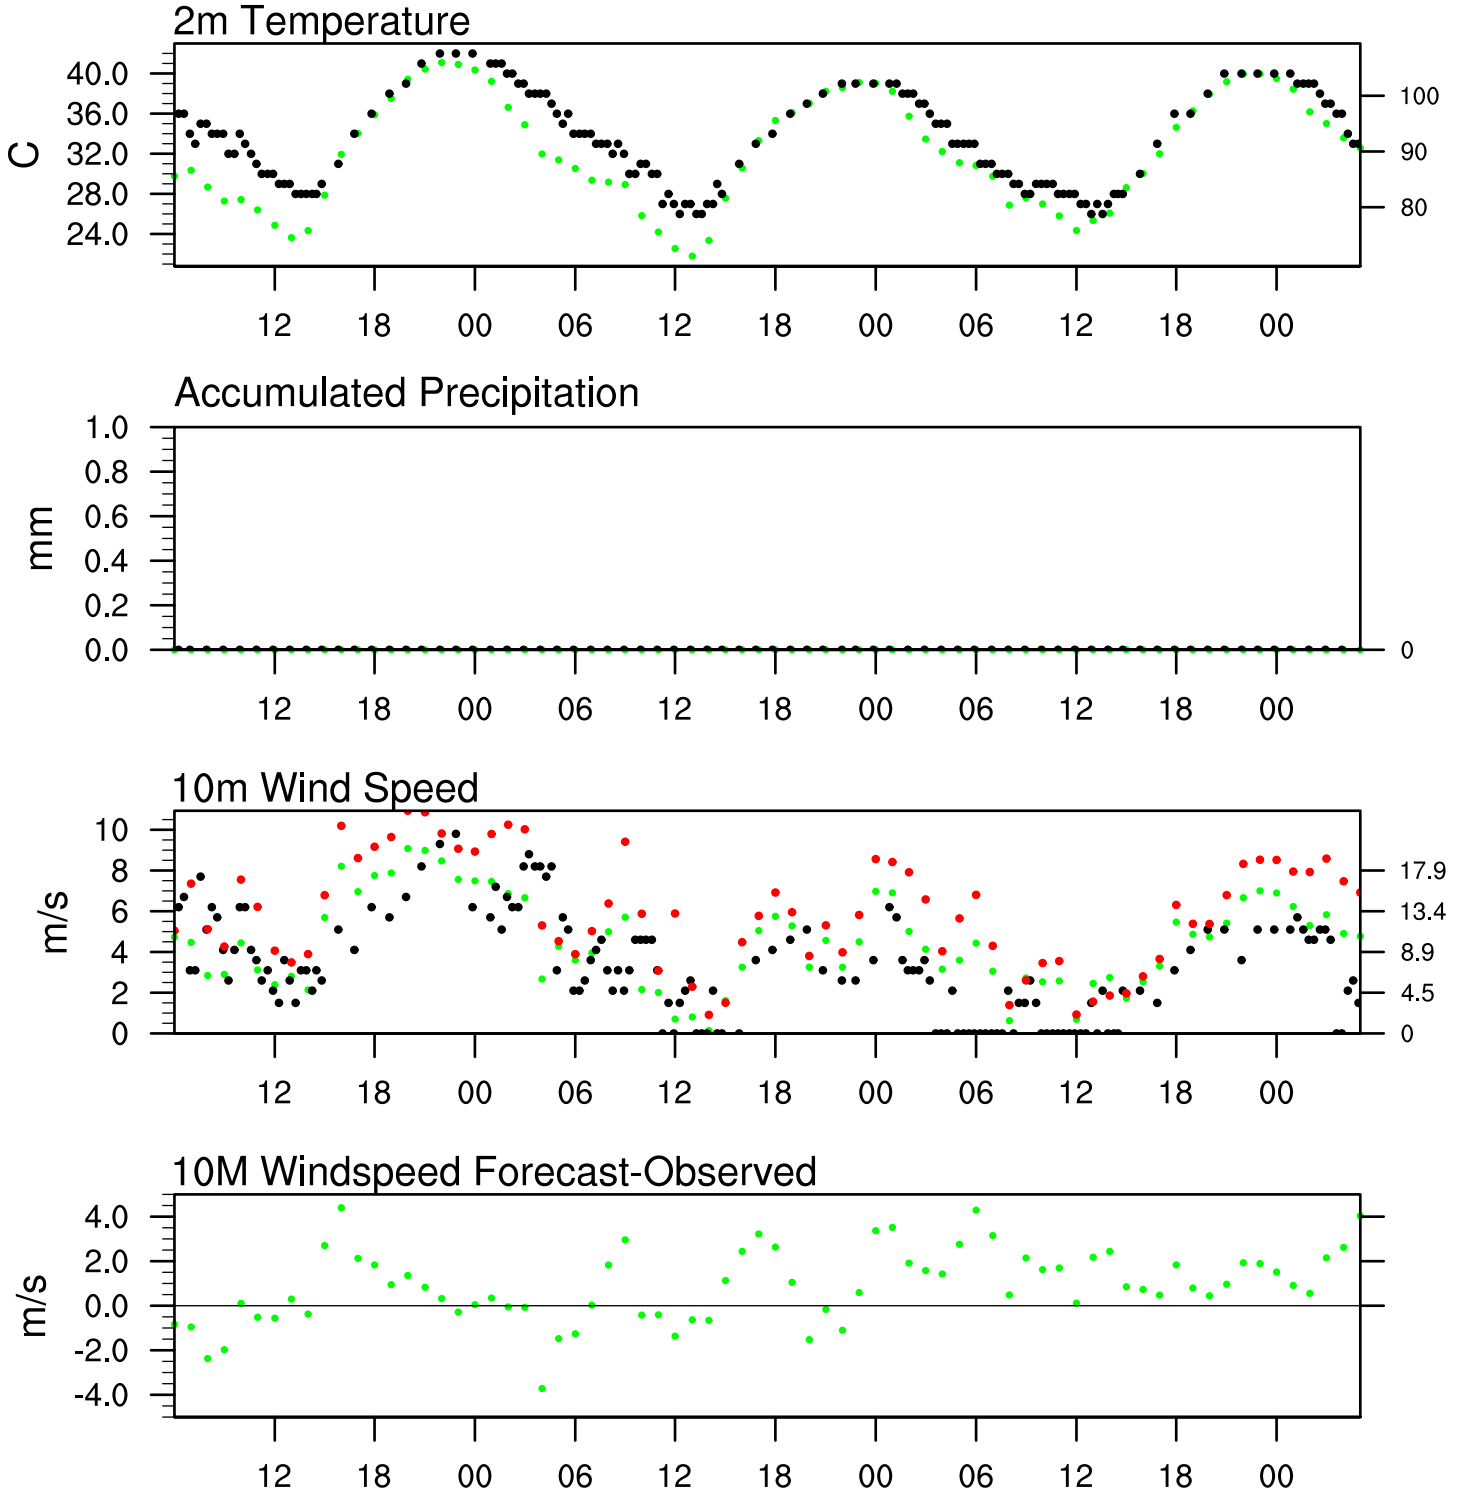 2m Temperature
40.0
36.0
32.0
28.0
24.0
C
100
90
80
12 18 00 06 12 18 00 06 12 18 00
Accumulated Precipitation
1.0
0.8
0.6
0.4
0.2
0.0
mm
0
12 18 00 06 12 18 00 06 12 18 00
10m Wind Speed
10
8
6
4
2
0
m/s
17.9
13.4
8.9
4.5
0
12 18 00 06 12 18 00 06 12 18 00
10M Windspeed Forecast-Observed
4.0
2.0
0.0
-2.0
-4.0
m/s
12 18 00 06 12 18 00 06 12 18 00